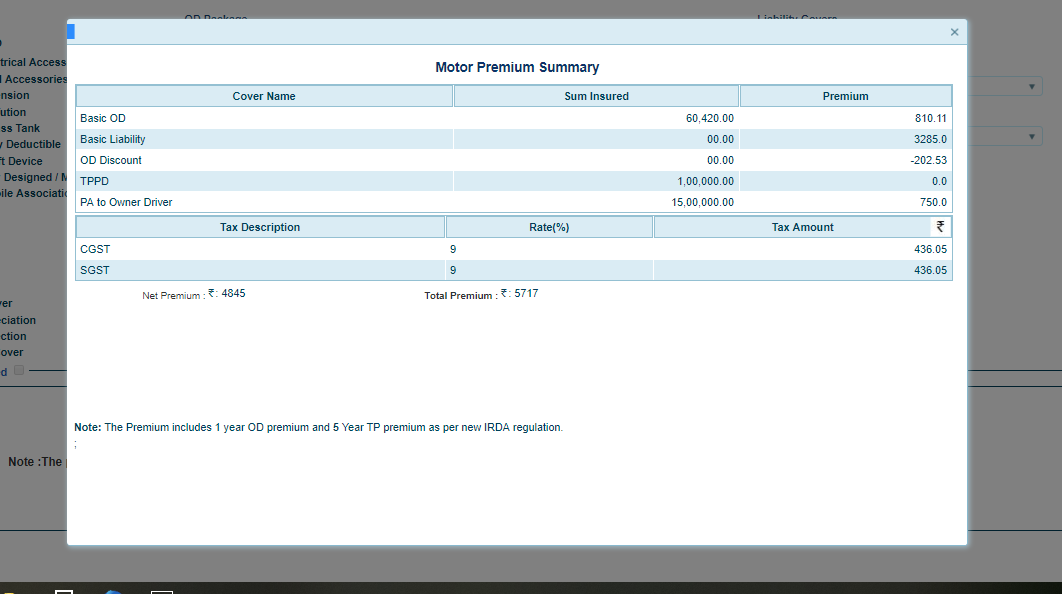 OD Package Liability Covers
×
Motor Premium Summary
Cover Name Sum Insured Premium
Basic OD 60,420.00 810.11
Basic Liability 00.00 3285.0
OD Discount 00.00 -202.53
TPPD 1,00,000.00 0.0
PA to Owner Driver 15,00,000.00 750.0
Tax Description Rate(%) Tax Amount ₹
CGST 9 436.05
SGST 9 436.05
Net Premium : ₹: 4845 Total Premium : ₹: 5717
Note: The Premium includes 1 year OD premium and 5 Year TP premium as per new IRDA regulation.
;
trical Access
l Accessories
nsion
ution
ss Tank
y Deductible
ft Device
Designed / M
ile Associatio
ver
eciation
ction
over
d
Note :The